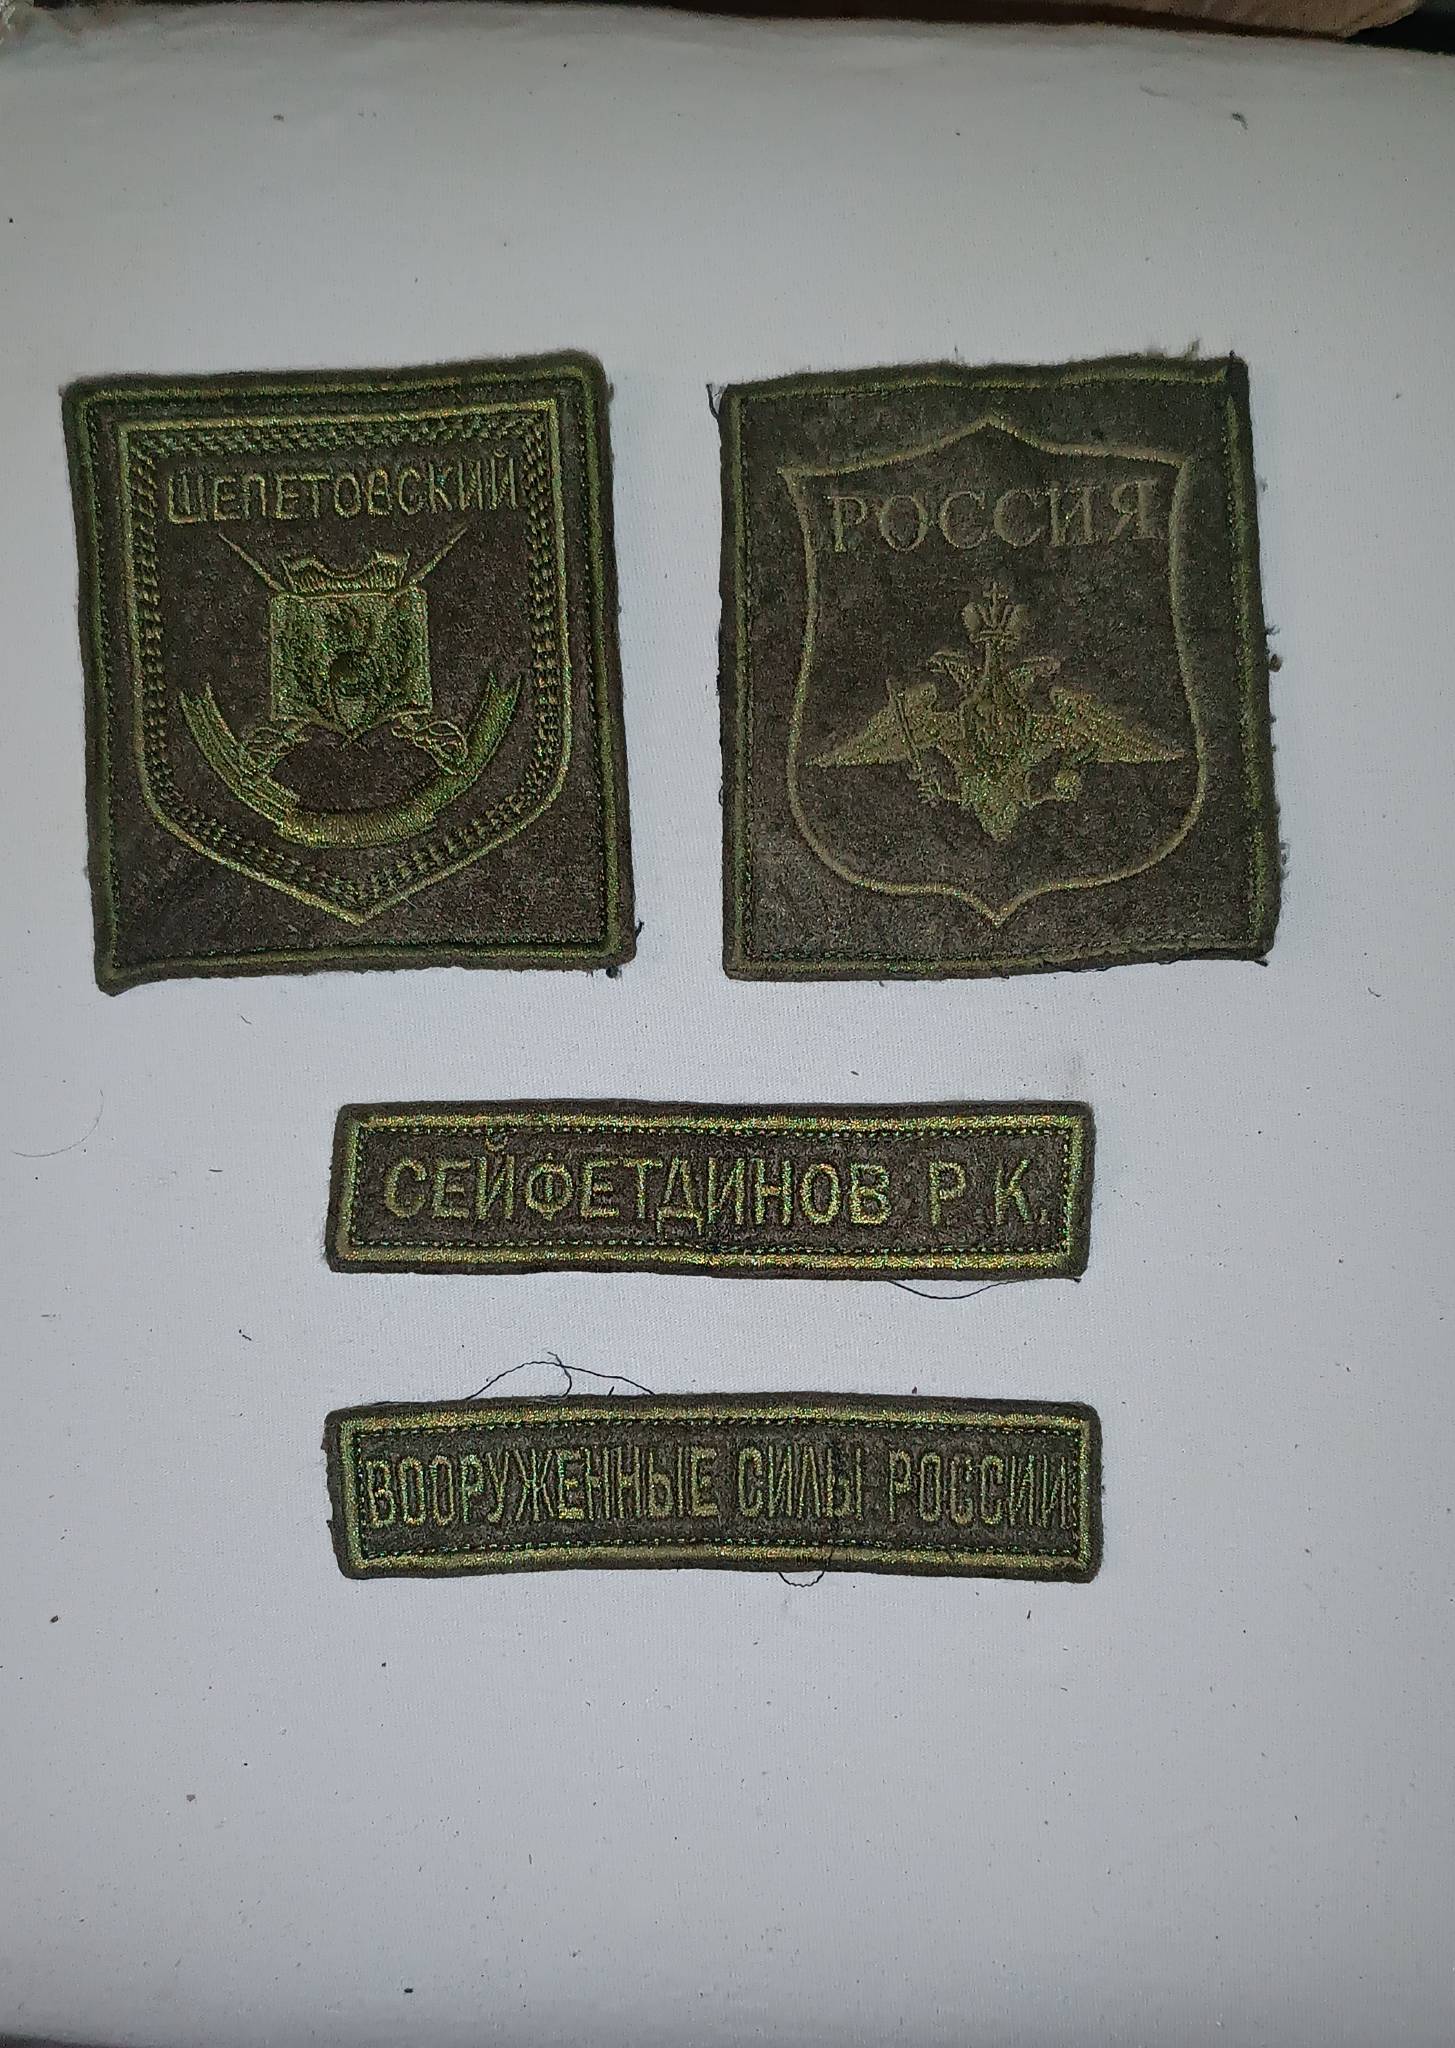 ШЕПЕТОВСКИЙ
РОССИЯ
СЕЙФЕТДИНОВ Р.К.
ВООРУЖЕННЫЕ СИЛЫ РОССИИ